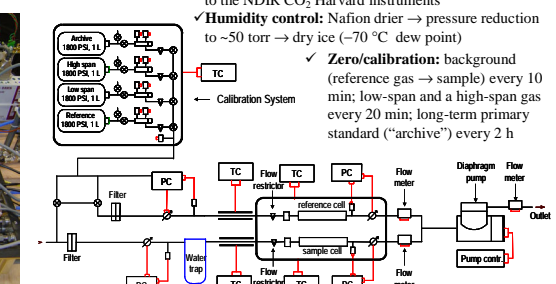 to the NDIR CO₂ Harvard instruments
✓Humidity control: Nafion drier → pressure reduction
to ~50 torr → dry ice (−70 °C dew point)
✓ Zero/calibration: background
(reference gas → sample) every 10
min; low-span and a high-span gas
every 20 min; long-term primary
standard (“archive”) every 2 h
Archive
1800 PSI, 1 L
High span
1800 PSI, 1 L
Low span
1800 PSI, 1 L
Reference
1800 PSI, 1 L
TC
Calibration System
Filter
PC
TC
Flow
restrictor
TC
PC
Flow
meter
Diaphragm
pump
Flow
meter
reference cell
Outlet
sample cell
Filter
Water
trap
Pump contr.
PC
TC
Flow
restrictor
TC
PC
Flow
meter